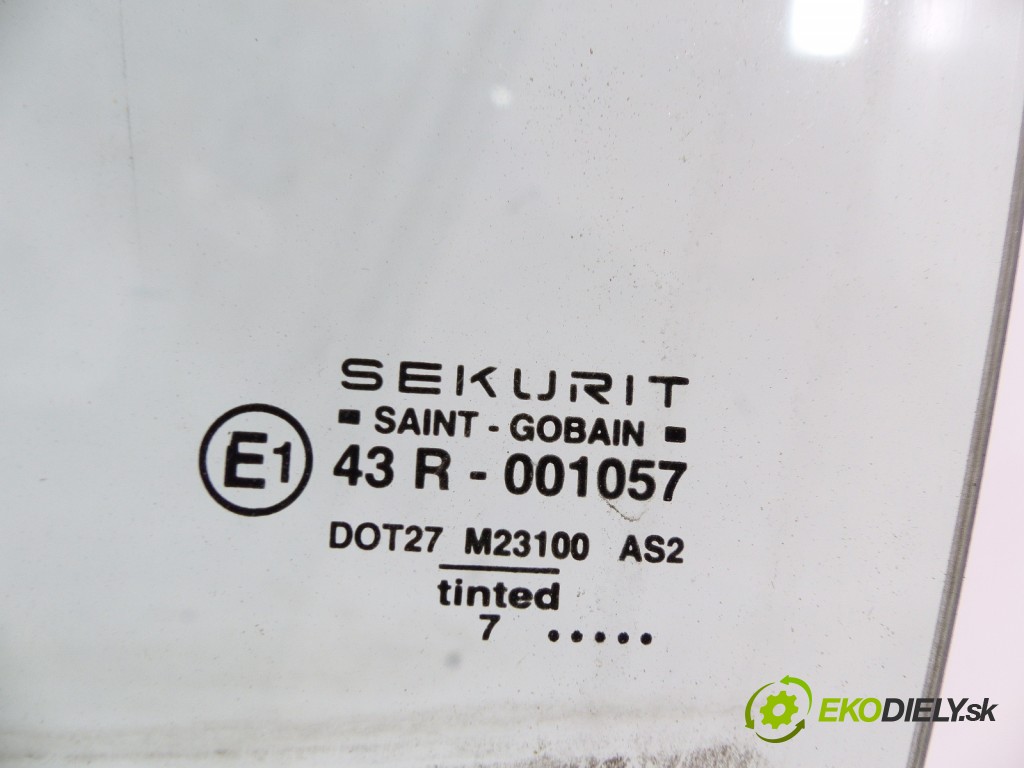 SEKURIT
SAINT - GOBAIN
E1
43 R - 001057
DOT27 M23100 AS2
tinted
7 .....
EKODIELY.sk